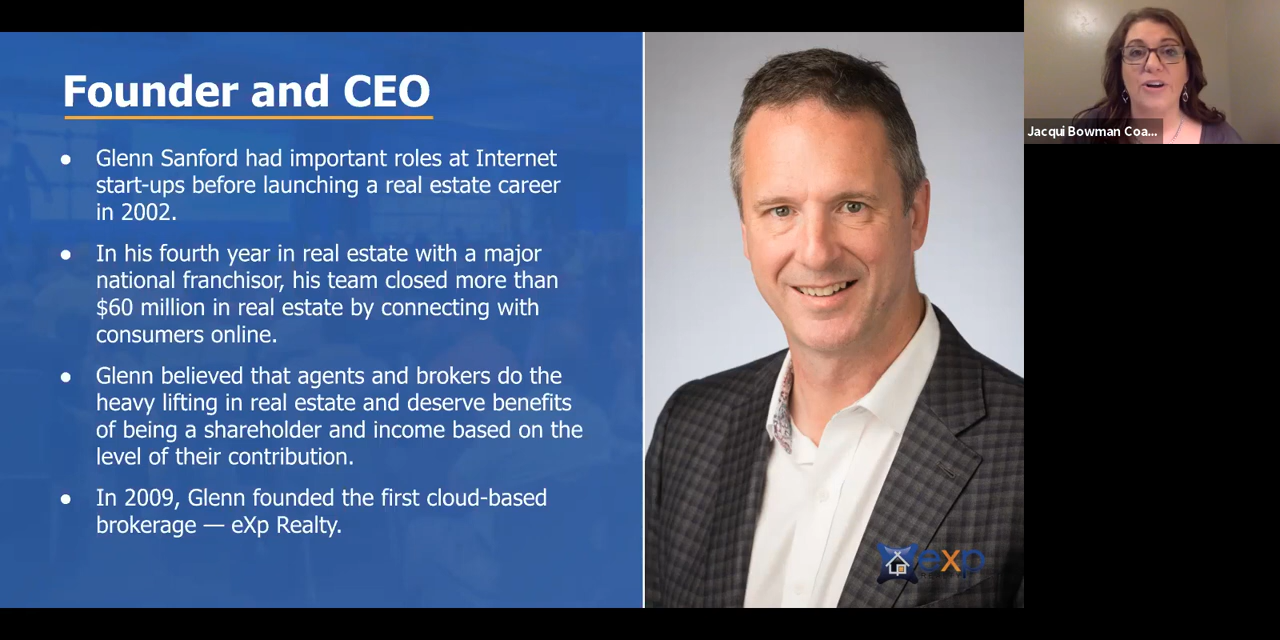 Founder and CEO
● Glenn Sanford had important roles at Internet
start-ups before launching a real estate career
in 2002.
● In his fourth year in real estate with a major
national franchisor, his team closed more than
$60 million in real estate by connecting with
consumers online.
● Glenn believed that agents and brokers do the
heavy lifting in real estate and deserve benefits
of being a shareholder and income based on the
level of their contribution.
● In 2009, Glenn founded the first cloud-based
brokerage — eXp Realty.
exp
Jacqui Bowman Coa...